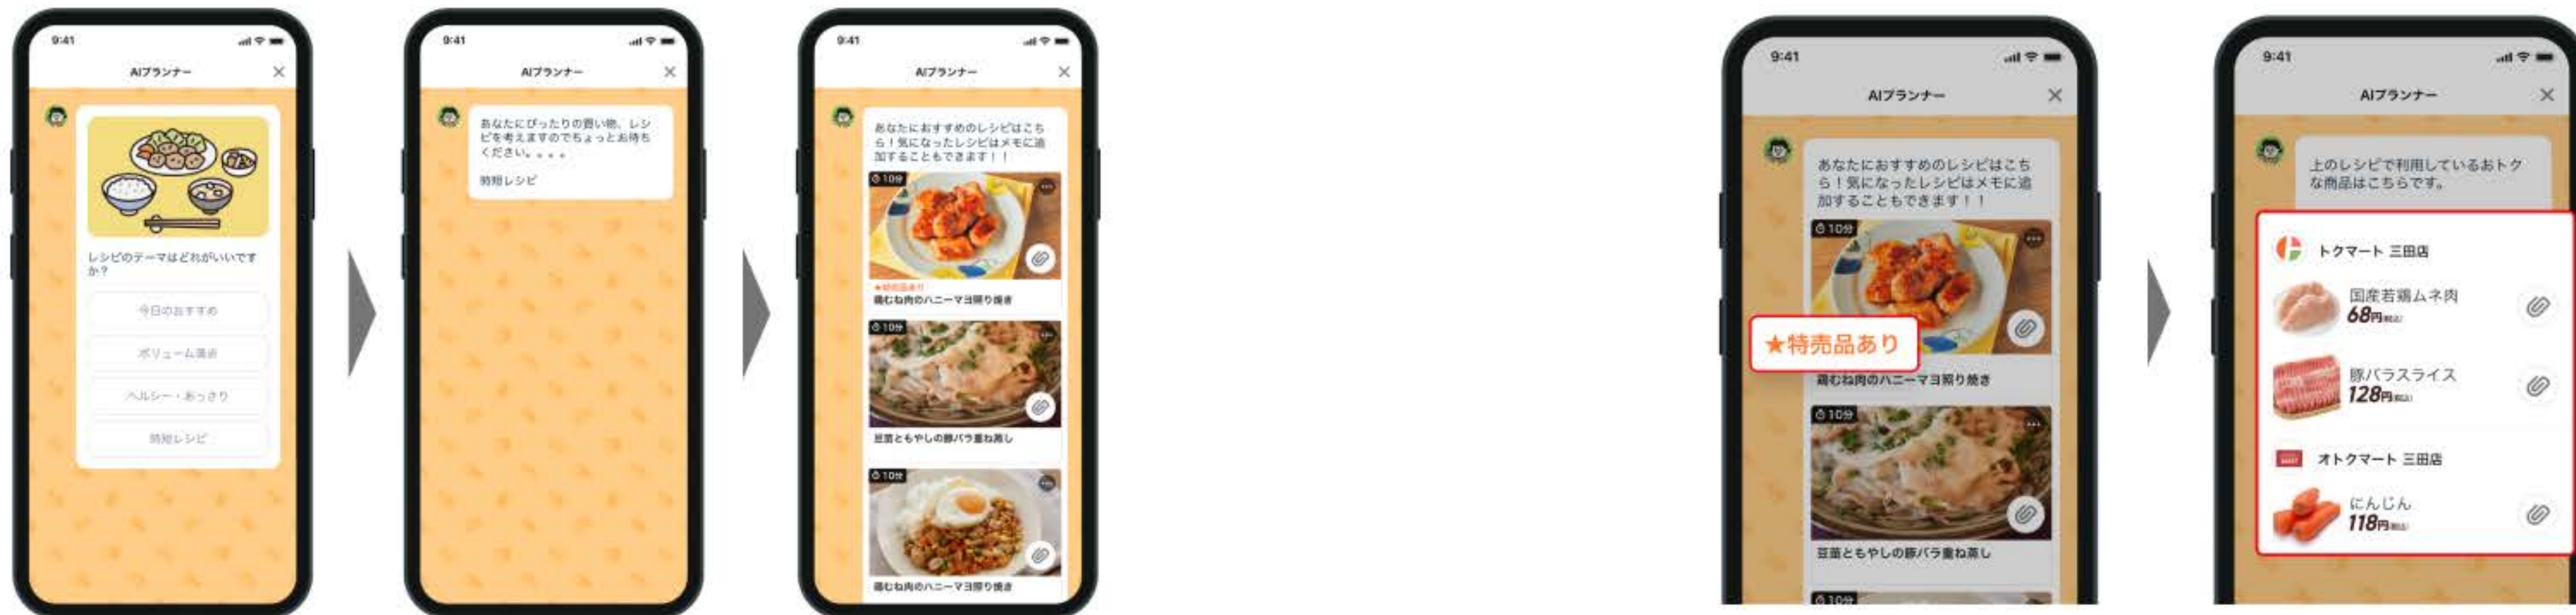 9:41
AIプランナー
レシピのテーマはどれがいいです
か?
今日のおすすめ
ボリューム満点
ヘルシー・あっさり
時短レシピ
9:41
AIプランナー
あなたにぴったりの買い物、レシ
ピを考えますのでちょっとお待ち
ください。。。。
時短レシピ
9:41
AIプランナー
あなたにおすすめのレシピはこち
ら!気になったレシピはメモに追
加することもできます!!
10分
★特売品あり
鶏むね肉のハニーマヨ照り焼き
10分
豆苗ともやしの豚バラ重ね蒸し
10分
鶏むね肉のハニーマヨ照り焼き
9:41
AIプランナー
あなたにおすすめのレシピはこち
ら!気になったレシピはメモに追
加することもできます!!
10分
★特売品あり
鶏むね肉のハニーマヨ照り焼き
10分
豆苗ともやしの豚バラ重ね蒸し
10分
9:41
AIプランナー
上のレシピで利用しているおトク
な商品はこちらです。
トクマート 三田店
国産若鶏ムネ肉
68円(税込)
豚バラスライス
128円(税込)
オトクマート 三田店
にんじん
118円(税込)